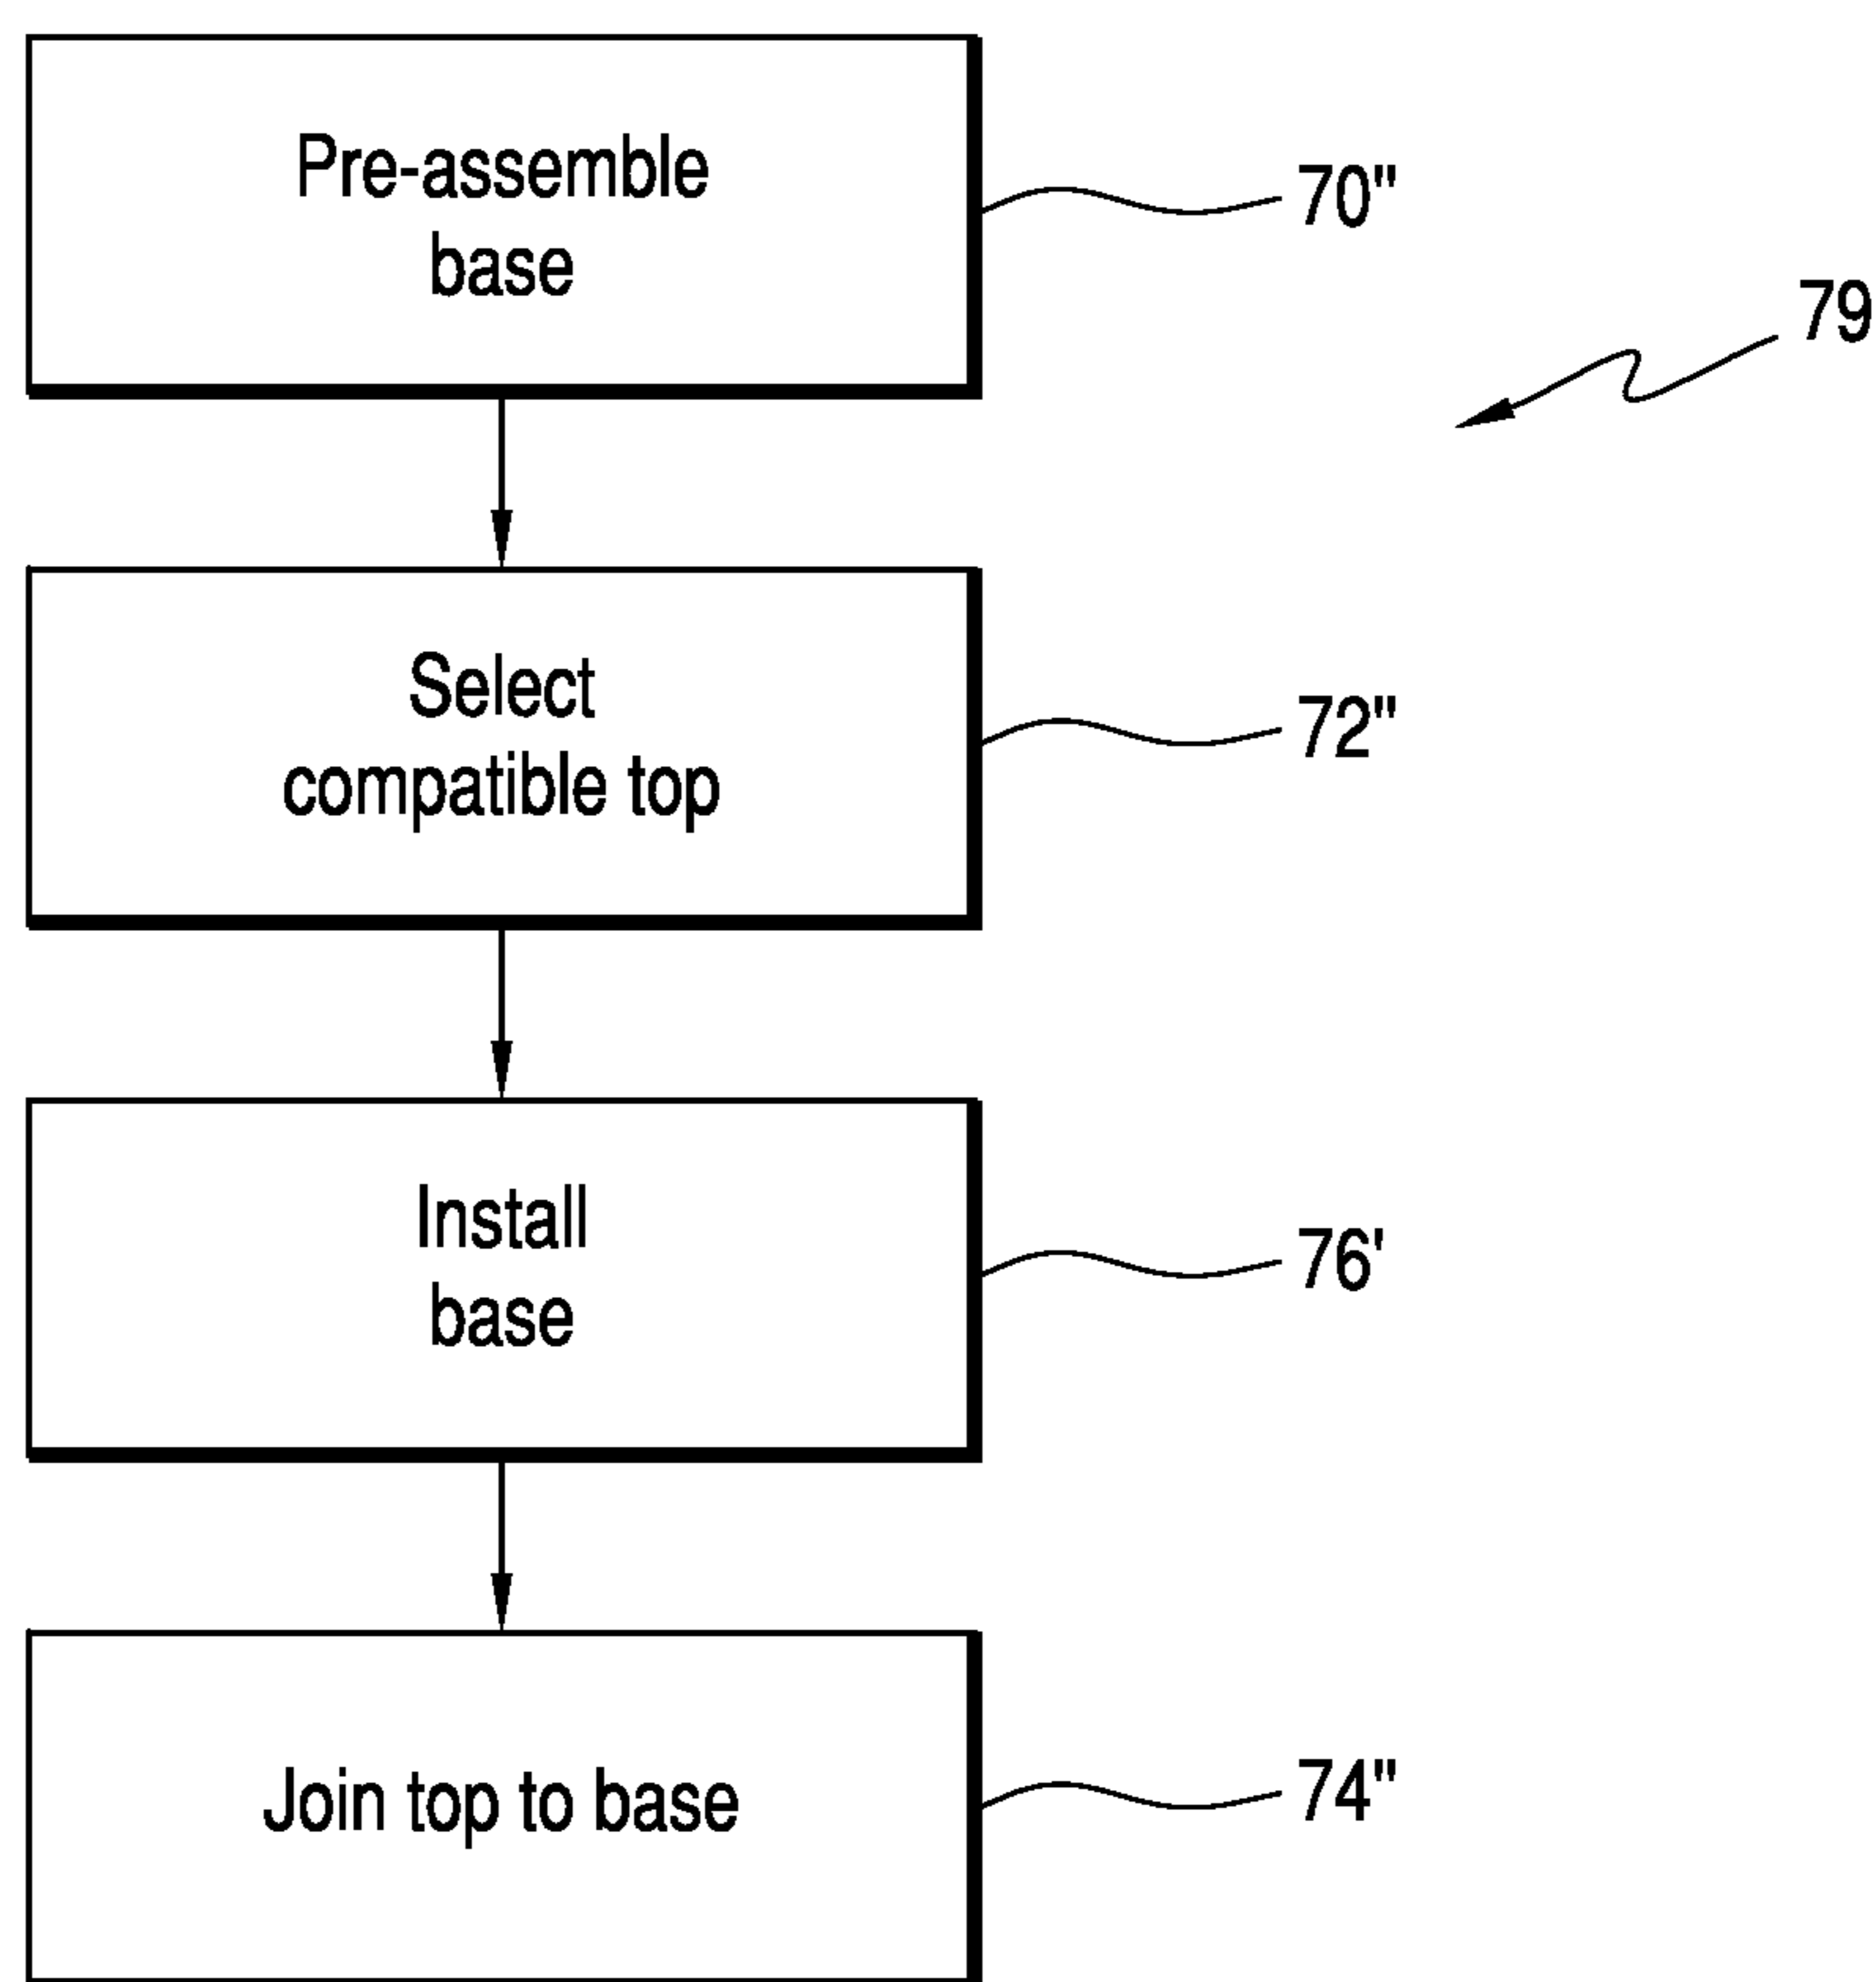 Pre-assemble
base
70"
79
Select
compatible top
72"
Install
base
76'
Join top to base
74"